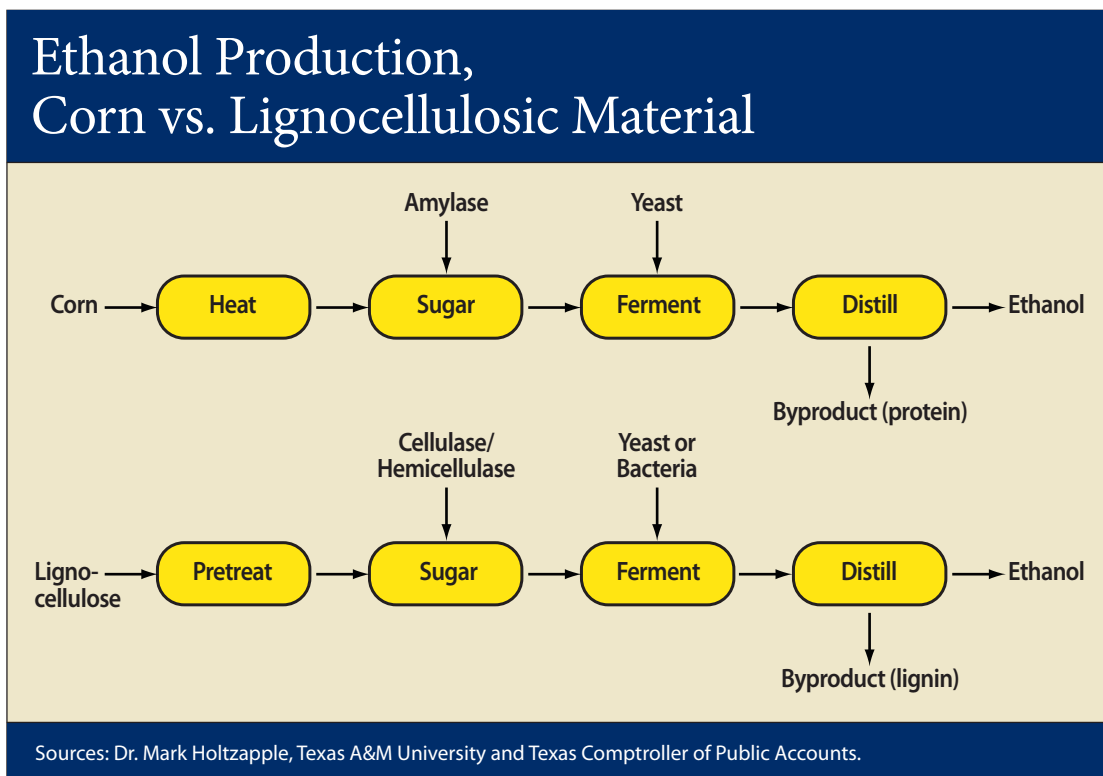 Ethanol Production,
Corn vs. Lignocellulosic Material
Amylase
Yeast
Corn
Heat
Sugar
Ferment
Distill
Ethanol
Byproduct (protein)
Cellulase/
Hemicellulase
Yeast or
Bacteria
Ligno-
cellulose
Pretreat
Sugar
Ferment
Distill
Ethanol
Byproduct (lignin)
Sources: Dr. Mark Holtzapple, Texas A&M University and Texas Comptroller of Public Accounts.